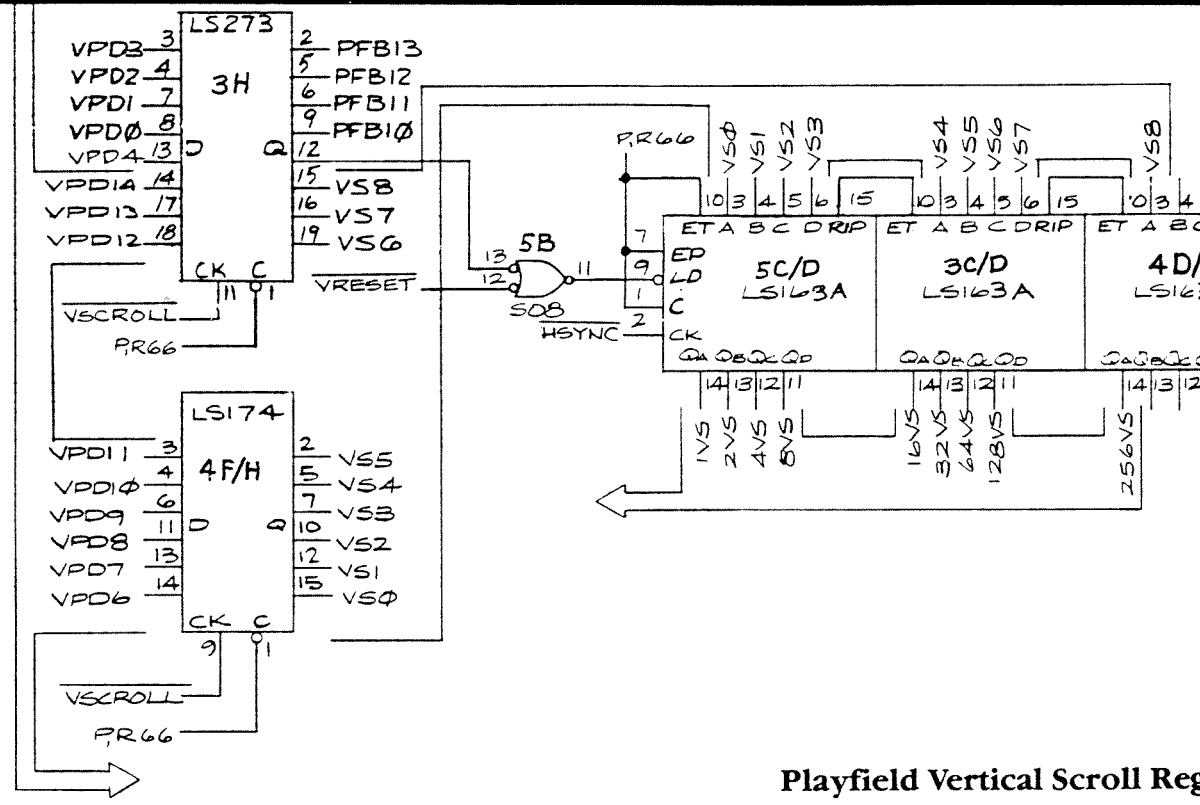 LS273
3H
VPD3 3
VPD2 4
VPD1 7
VPDØ 8
VPD4 13
VPD14 14
VPD13 17
VPD12 18
D Q
2 PFB13
5 PFB12
6 PFB11
9 PFB1Ø
12
15 VS8
16 VS7
19 VS6
CK C
11 1
VSCROLL
P,R66
LS174
4F/H
VPD11 3
VPD1Ø 4
VPD9 6
VPD8 11
VPD7 13
VPD6 14
D Q
2 VS5
5 VS4
7 VS3
10 VS2
12 VS1
15 VSØ
CK C
9 1
VSCROLL
P,R66
VRESET
13
12
5B
11
S08
P,R66
VSØ VS1 VS2 VS3
VS4 VS5 VS6 VS7
VS8
10 3 4 5 6 15
10 3 4 5 6 15
10 3 4
ET A B C D RIP
ET A B C D RIP
ET A B C
7 EP
9 LD
1 C
HSYNC 2 CK
5C/D
LS163A
3C/D
LS163A
4D/
LS163
QA QB QC QD
QA QB QC QD
QA QB QC
14 13 12 11
14 13 12 11
14 13 12
1VS 2VS 4VS 8VS
16VS 32VS 64VS 128VS
256VS
Playfield Vertical Scroll Reg